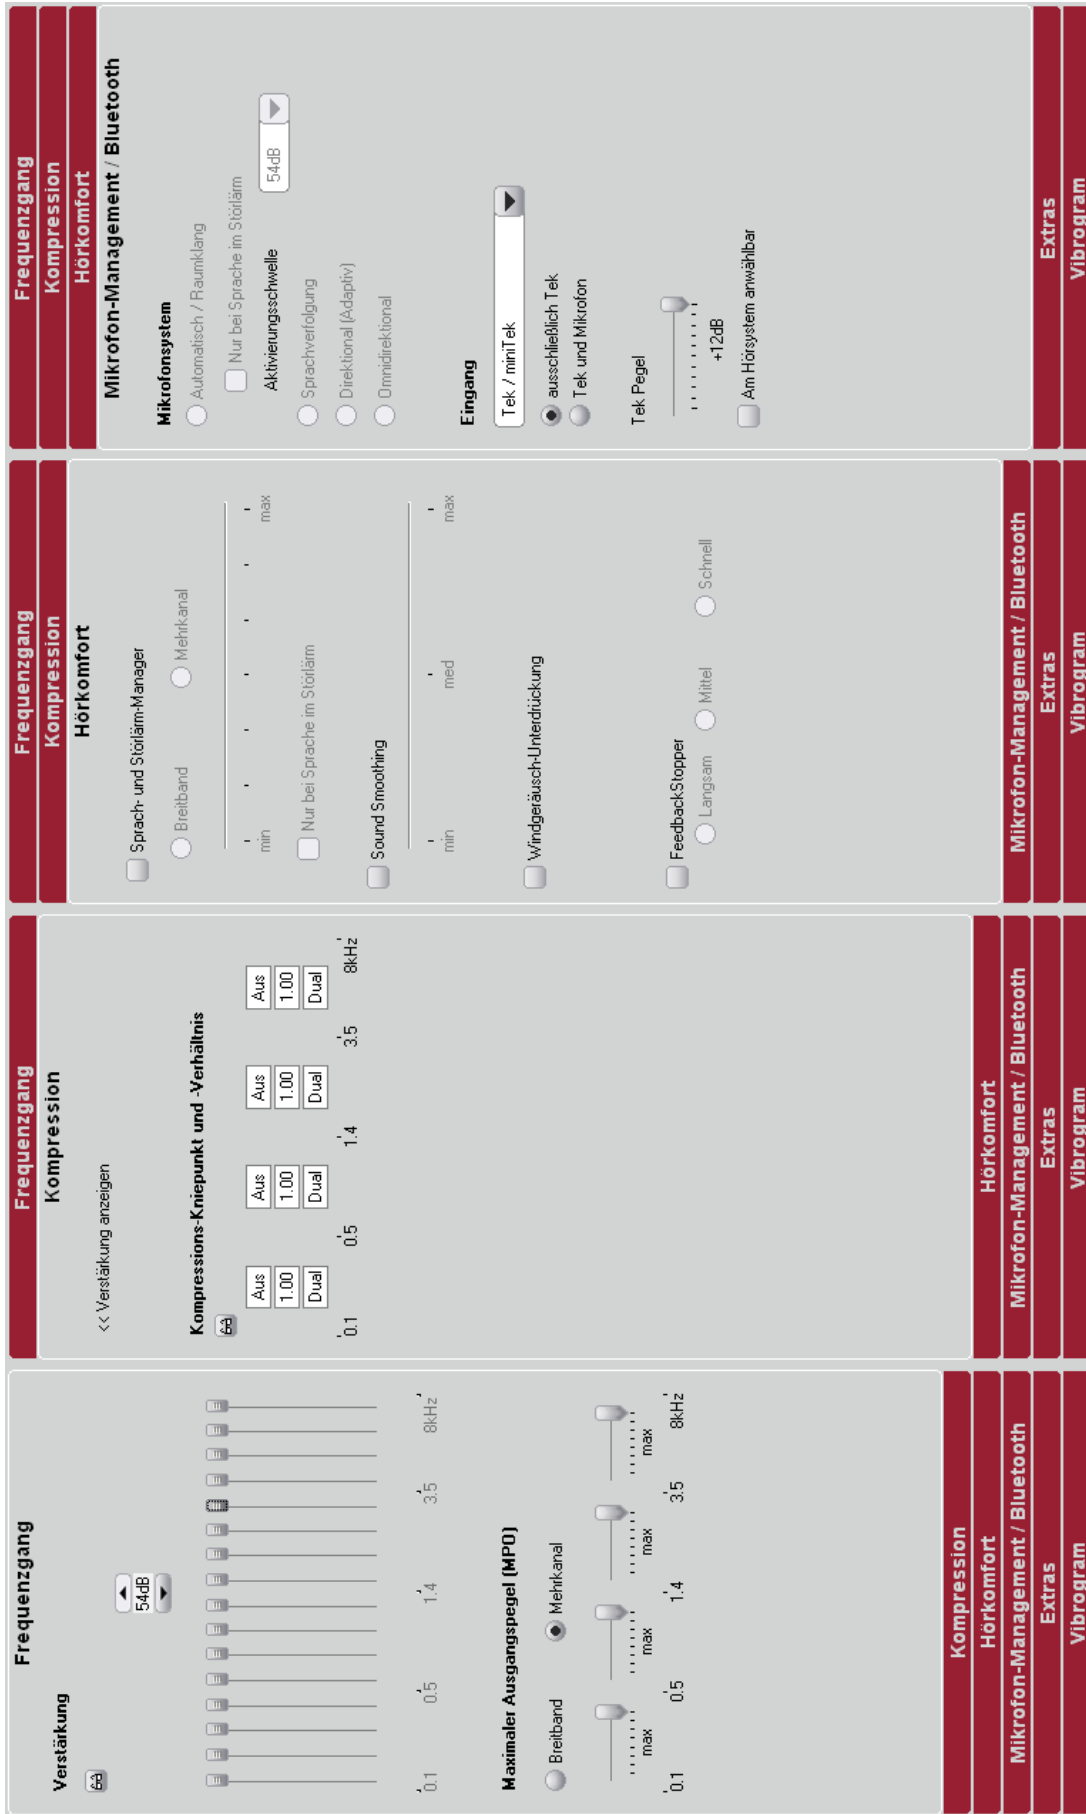 Frequenzgang
Verstärkung
54dB
0.1 0.5 1.4 3.5 8kHz
Maximaler Ausgangspegel (MPO)
Breitband Mehrkanal
max max max max
0.1 0.5 1.4 3.5 8kHz
Kompression
Hörkomfort
Mikrofon-Management / Bluetooth
Extras
Vibrogram
Frequenzgang
Kompression
<< Verstärkung anzeigen
Kompressions-Kniepunkt und -Verhältnis
Aus Aus Aus Aus
1.00 1.00 1.00 1.00
Dual Dual Dual Dual
0.1 0.5 1.4 3.5 8kHz
Hörkomfort
Mikrofon-Management / Bluetooth
Extras
Vibrogram
Frequenzgang
Kompression
Hörkomfort
Sprach- und Störlärm-Manager
Breitband Mehrkanal
min max
Nur bei Sprache im Störlärm
Sound Smoothing
min med max
Windgeräusch-Unterdrückung
FeedbackStopper
Langsam Mittel Schnell
Mikrofon-Management / Bluetooth
Extras
Vibrogram
Frequenzgang
Kompression
Hörkomfort
Mikrofon-Management / Bluetooth
Mikrofonsystem
Automatisch / Raumklang
Nur bei Sprache im Störlärm
Aktivierungsschwelle 54dB
Sprachverfolgung
Direktional (Adaptiv)
Omnidirektional
Eingang
Tek / miniTek
ausschließlich Tek
Tek und Mikrofon
Tek Pegel
+12dB
Am Hörsystem anwählbar
Extras
Vibrogram